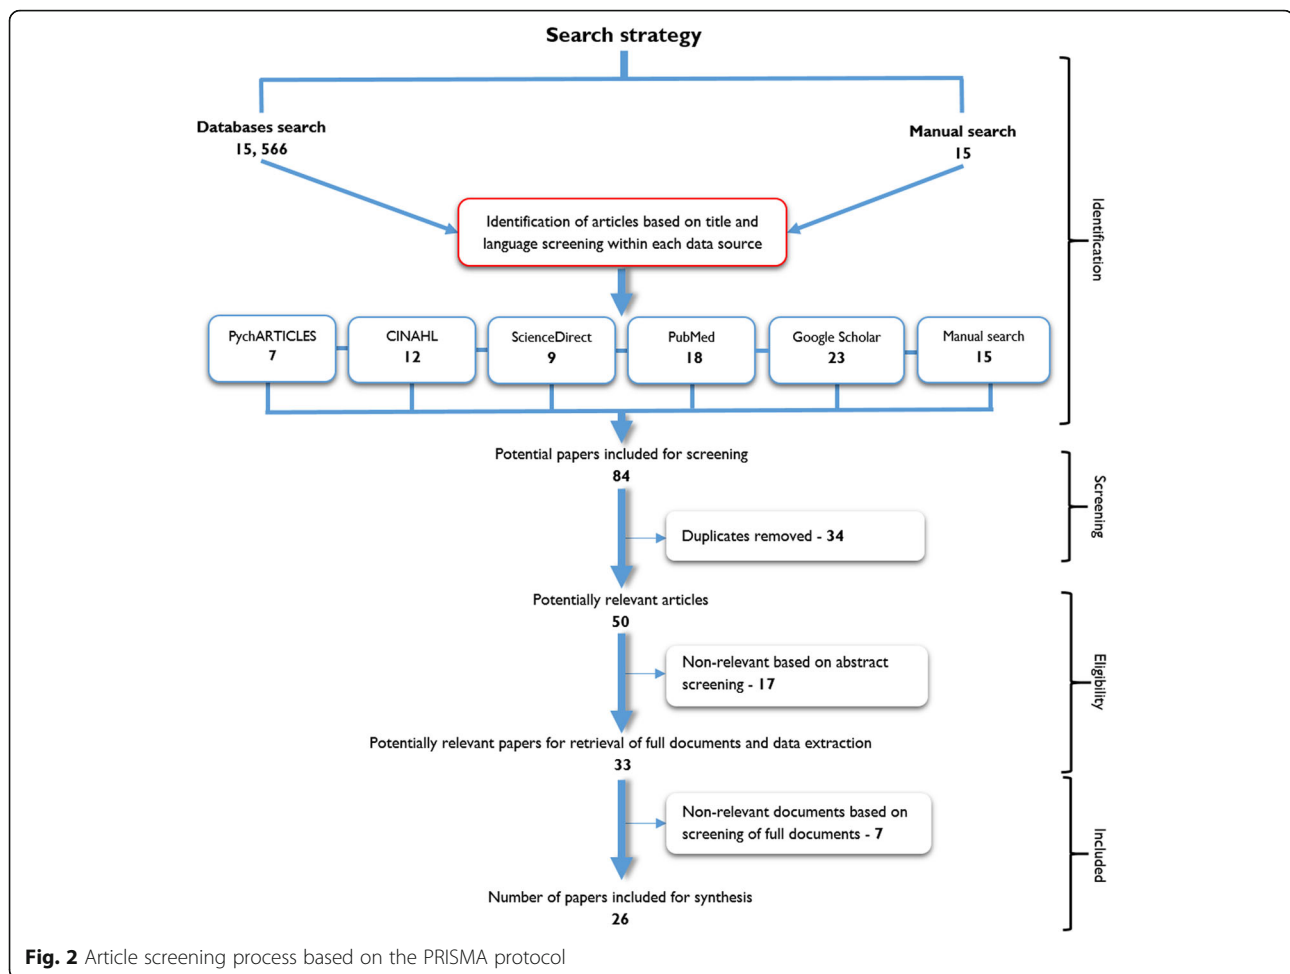 Search strategy
Databases search
15, 566
Manual search
15
Identification of articles based on title and
language screening within each data source
PychARTICLES
7
CINAHL
12
ScienceDirect
9
PubMed
18
Google Scholar
23
Manual search
15
Identification
Potential papers included for screening
84
Duplicates removed - 34
Screening
Potentially relevant articles
50
Non-relevant based on abstract
screening - 17
Eligibility
Potentially relevant papers for retrieval of full documents and data extraction
33
Non-relevant documents based on
screening of full documents - 7
Included
Number of papers included for synthesis
26
Fig. 2 Article screening process based on the PRISMA protocol